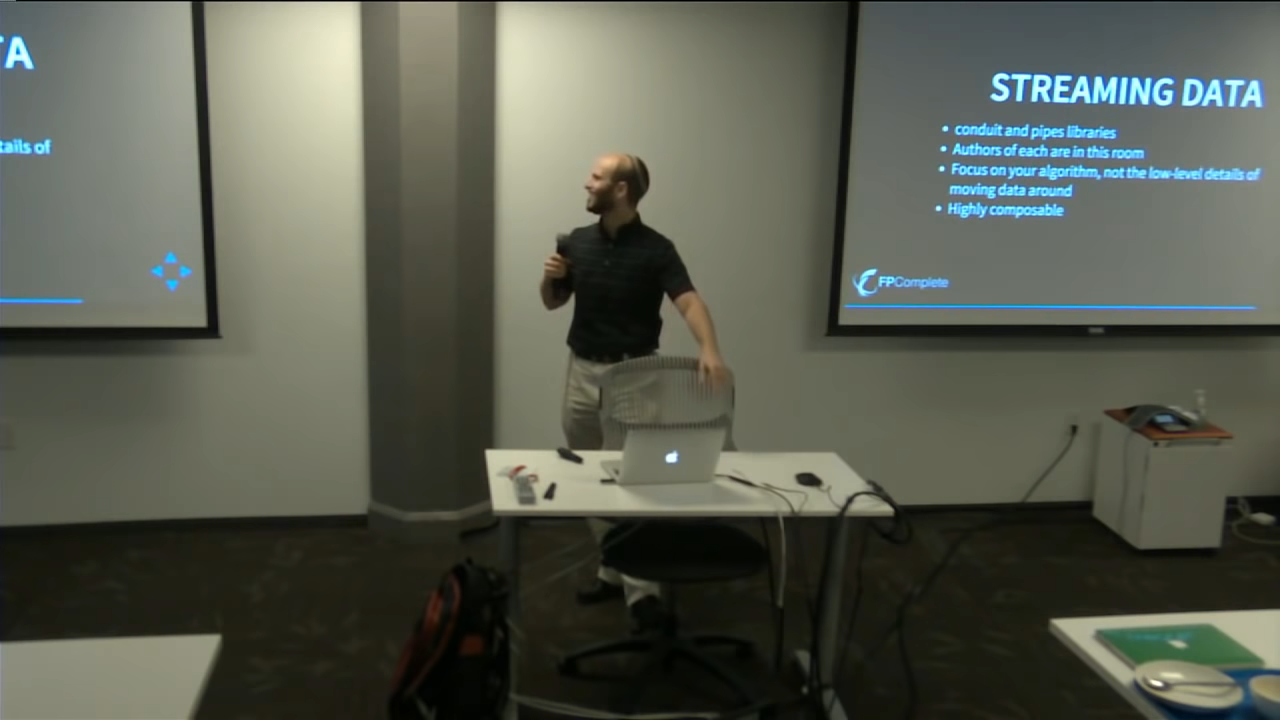 TA
tails of
STREAMING DATA
• conduit and pipes libraries
• Authors of each are in this room
• Focus on your algorithm, not the low-level details of
moving data around
• Highly composable
FPComplete